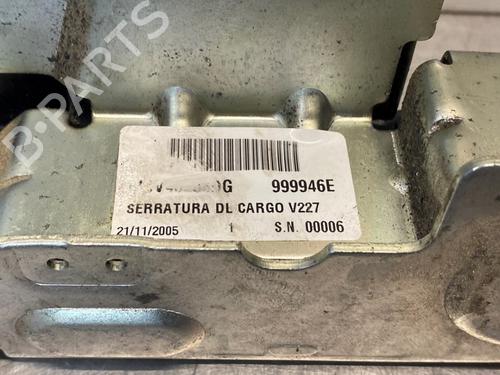 B-PARTS
999946E
SERRATURA DL CARGO V227
21/11/2005 1 S.N. 00006